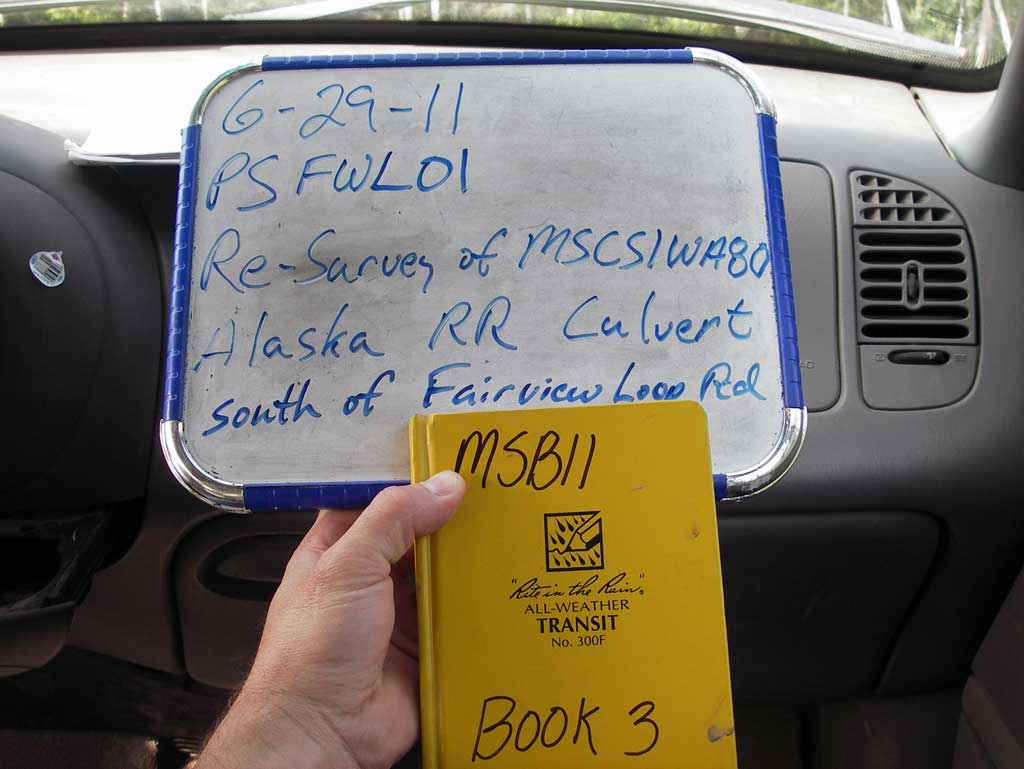 6-29-11
PS FWL01
Re-Survey of MSCS1WA80
Alaska RR Culvert
south of Fairview Loop Rd
MSB11
"Rite in the Rain"®
ALL-WEATHER
TRANSIT
No. 300F
BOOK 3